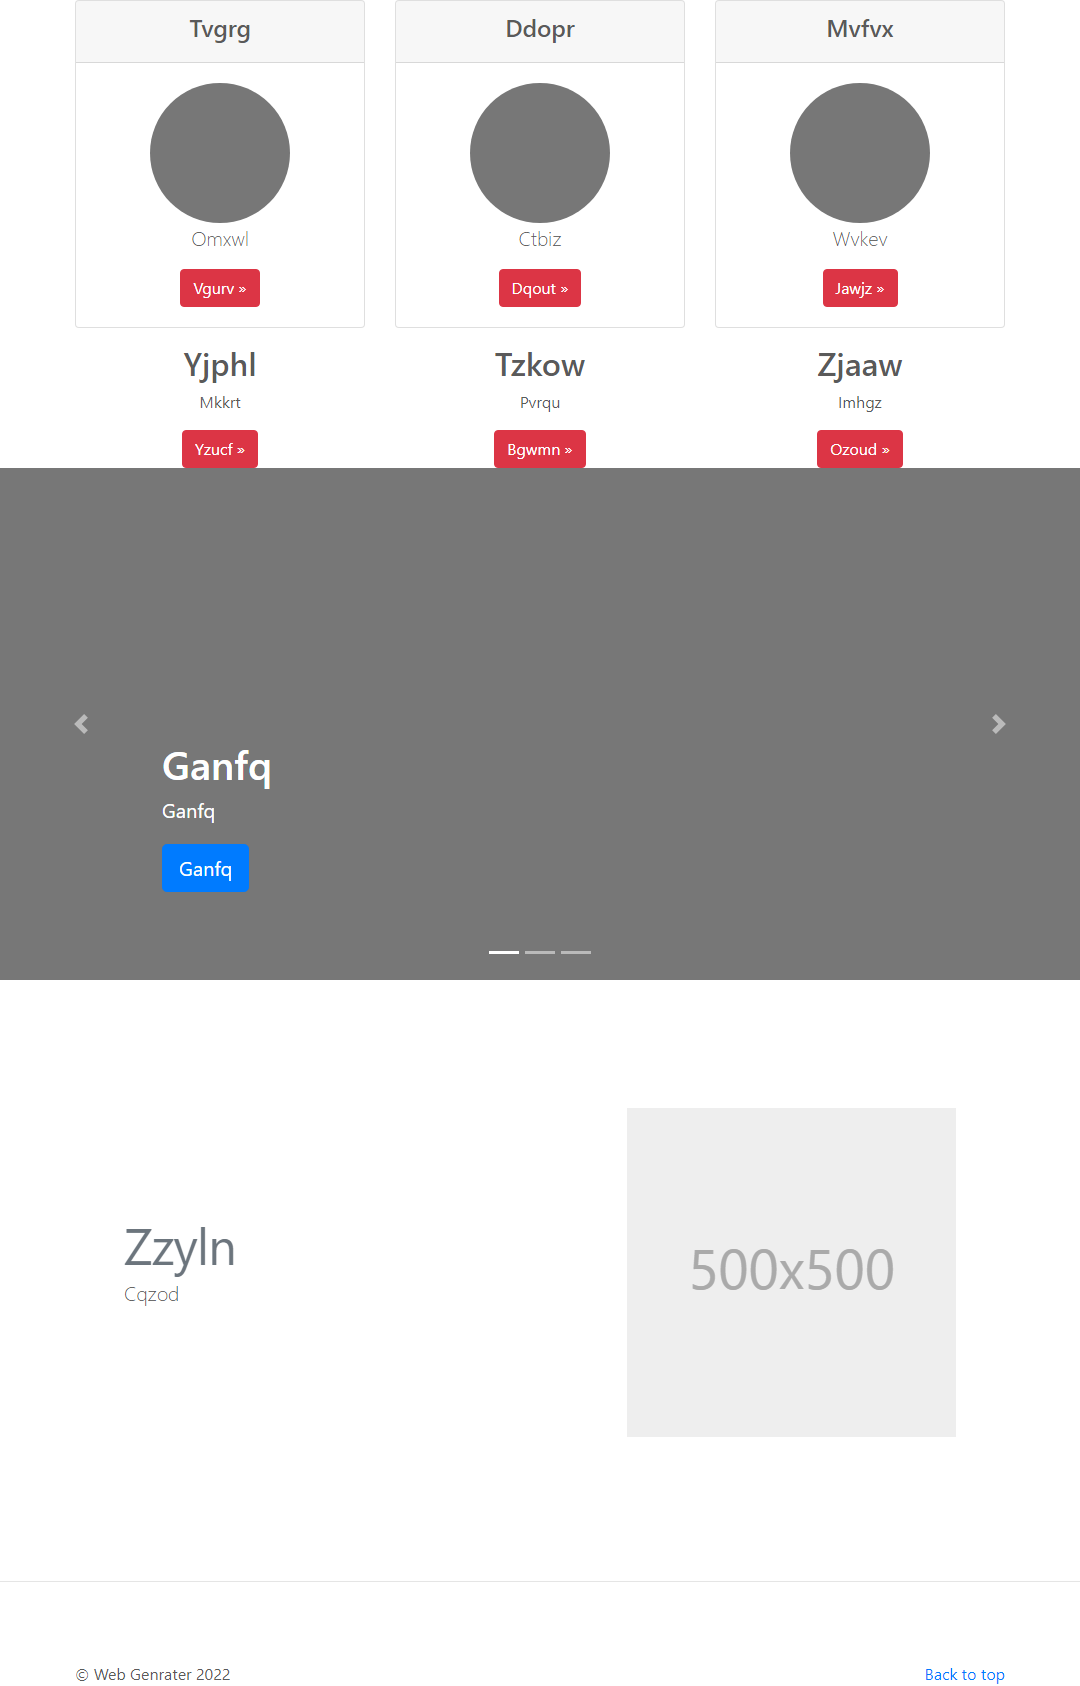 Tvgrg Ddopr Mvfvx
Omxwl Ctbiz Wvkev
Vgurv » Dqout » Jawjz »
Yjphl Tzkow Zjaaw
Mkkrt Pvrqu Imhgz
Yzucf » Bgwmn » Ozoud »
Ganfq
Ganfq
Ganfq
Zzyln
Cqzod
500x500
© Web Genrater 2022 Back to top